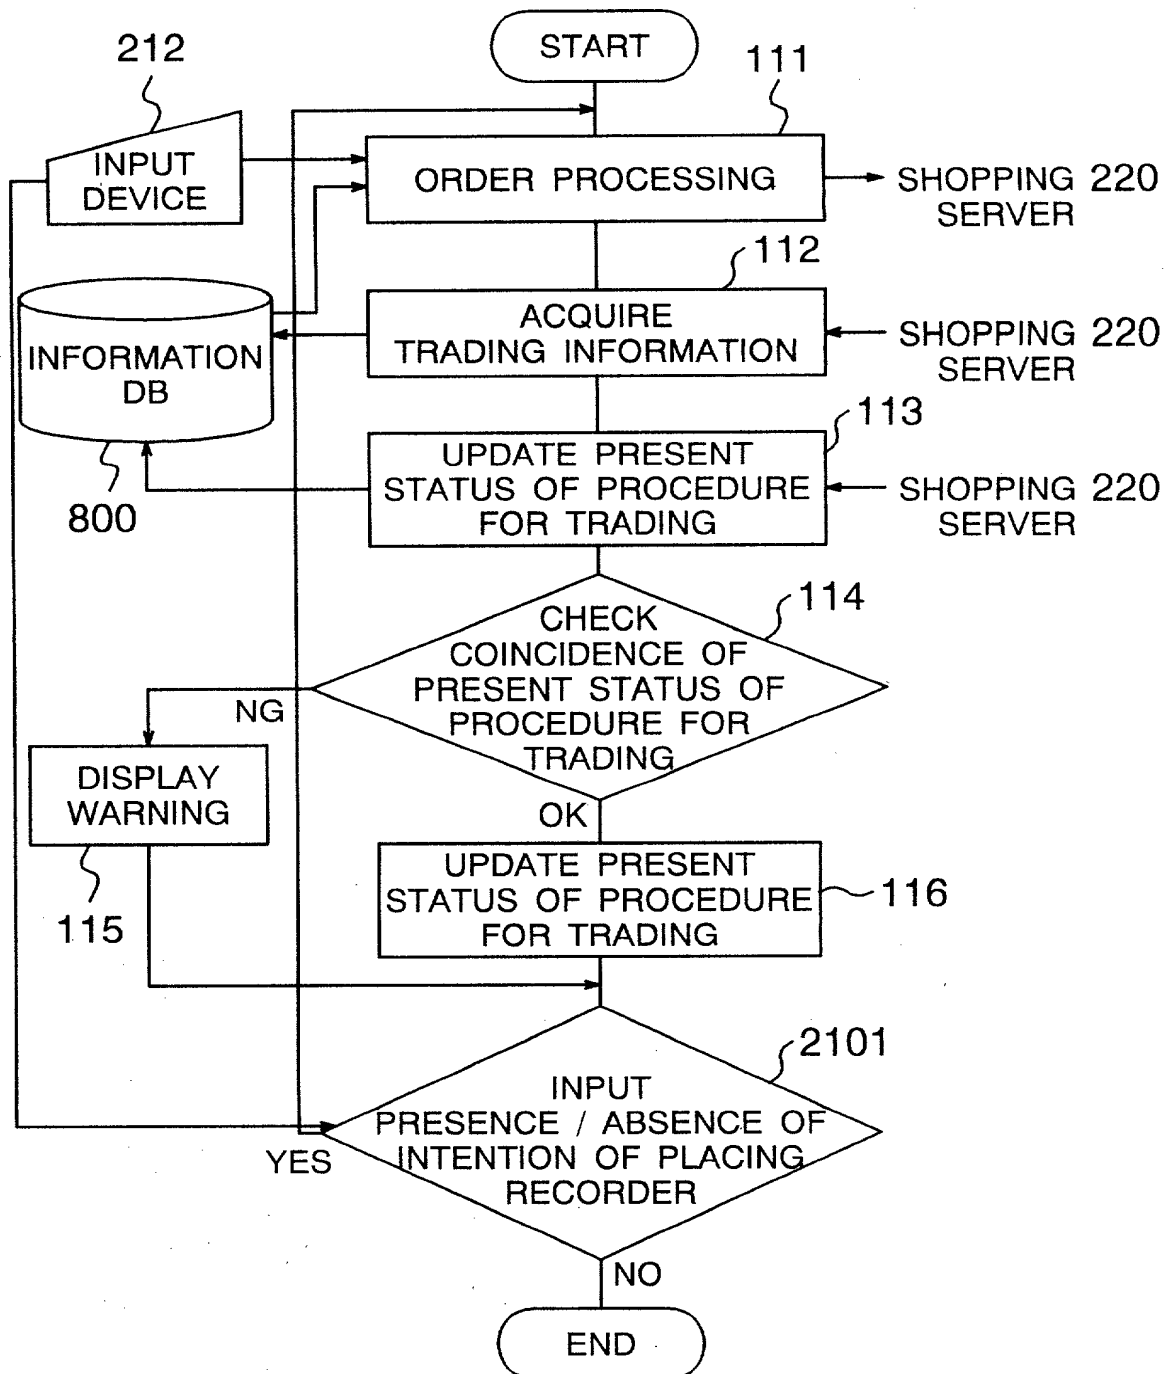 START
212
111
INPUT
DEVICE
ORDER PROCESSING
SHOPPING 220
SERVER
112
ACQUIRE
TRADING INFORMATION
SHOPPING 220
SERVER
INFORMATION
DB
800
113
UPDATE PRESENT
STATUS OF PROCEDURE
FOR TRADING
SHOPPING 220
SERVER
114
CHECK
COINCIDENCE OF
PRESENT STATUS OF
PROCEDURE FOR
TRADING
NG
OK
DISPLAY
WARNING
115
UPDATE PRESENT
STATUS OF PROCEDURE
FOR TRADING
116
2101
INPUT
PRESENCE / ABSENCE OF
INTENTION OF PLACING
RECORDER
YES
NO
END